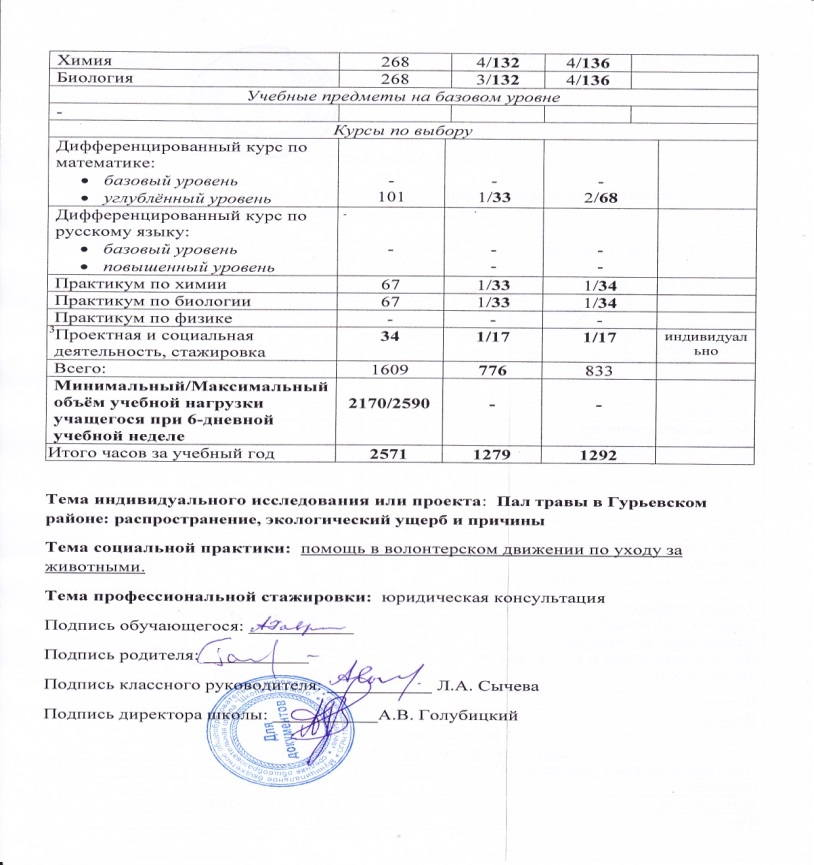 Химия 268 4/132 4/136
Биология 268 3/132 4/136
Учебные предметы на базовом уровне
-
Курсы по выбору
Дифференцированный курс по
математике:
• базовый уровень - -
• углублённый уровень 101 1/33 2/68
Дифференцированный курс по
русскому языку:
• базовый уровень - - -
• повышенный уровень - -
Практикум по химии 67 1/33 1/34
Практикум по биологии 67 1/33 1/34
Практикум по физике - - -
³Проектная и социальная 34 1/17 1/17 индивидуал
деятельность, стажировка ьно
Всего: 1609 776 833
Минимальный/Максимальный
объём учебной нагрузки 2170/2590 - -
учащегося при 6-дневной
учебной неделе
Итого часов за учебный год 2571 1279 1292
Тема индивидуального исследования или проекта: Пал травы в Гурьевском
районе: распространение, экологический ущерб и причины
Тема социальной практики: помощь в волонтерском движении по уходу за
животными.
Тема профессиональной стажировки: юридическая консультация
Подпись обучающегося:
Подпись родителя:
Подпись классного руководителя: Л.А. Сычева
Подпись директора школы: А.В. Голубицкий
Для
документов